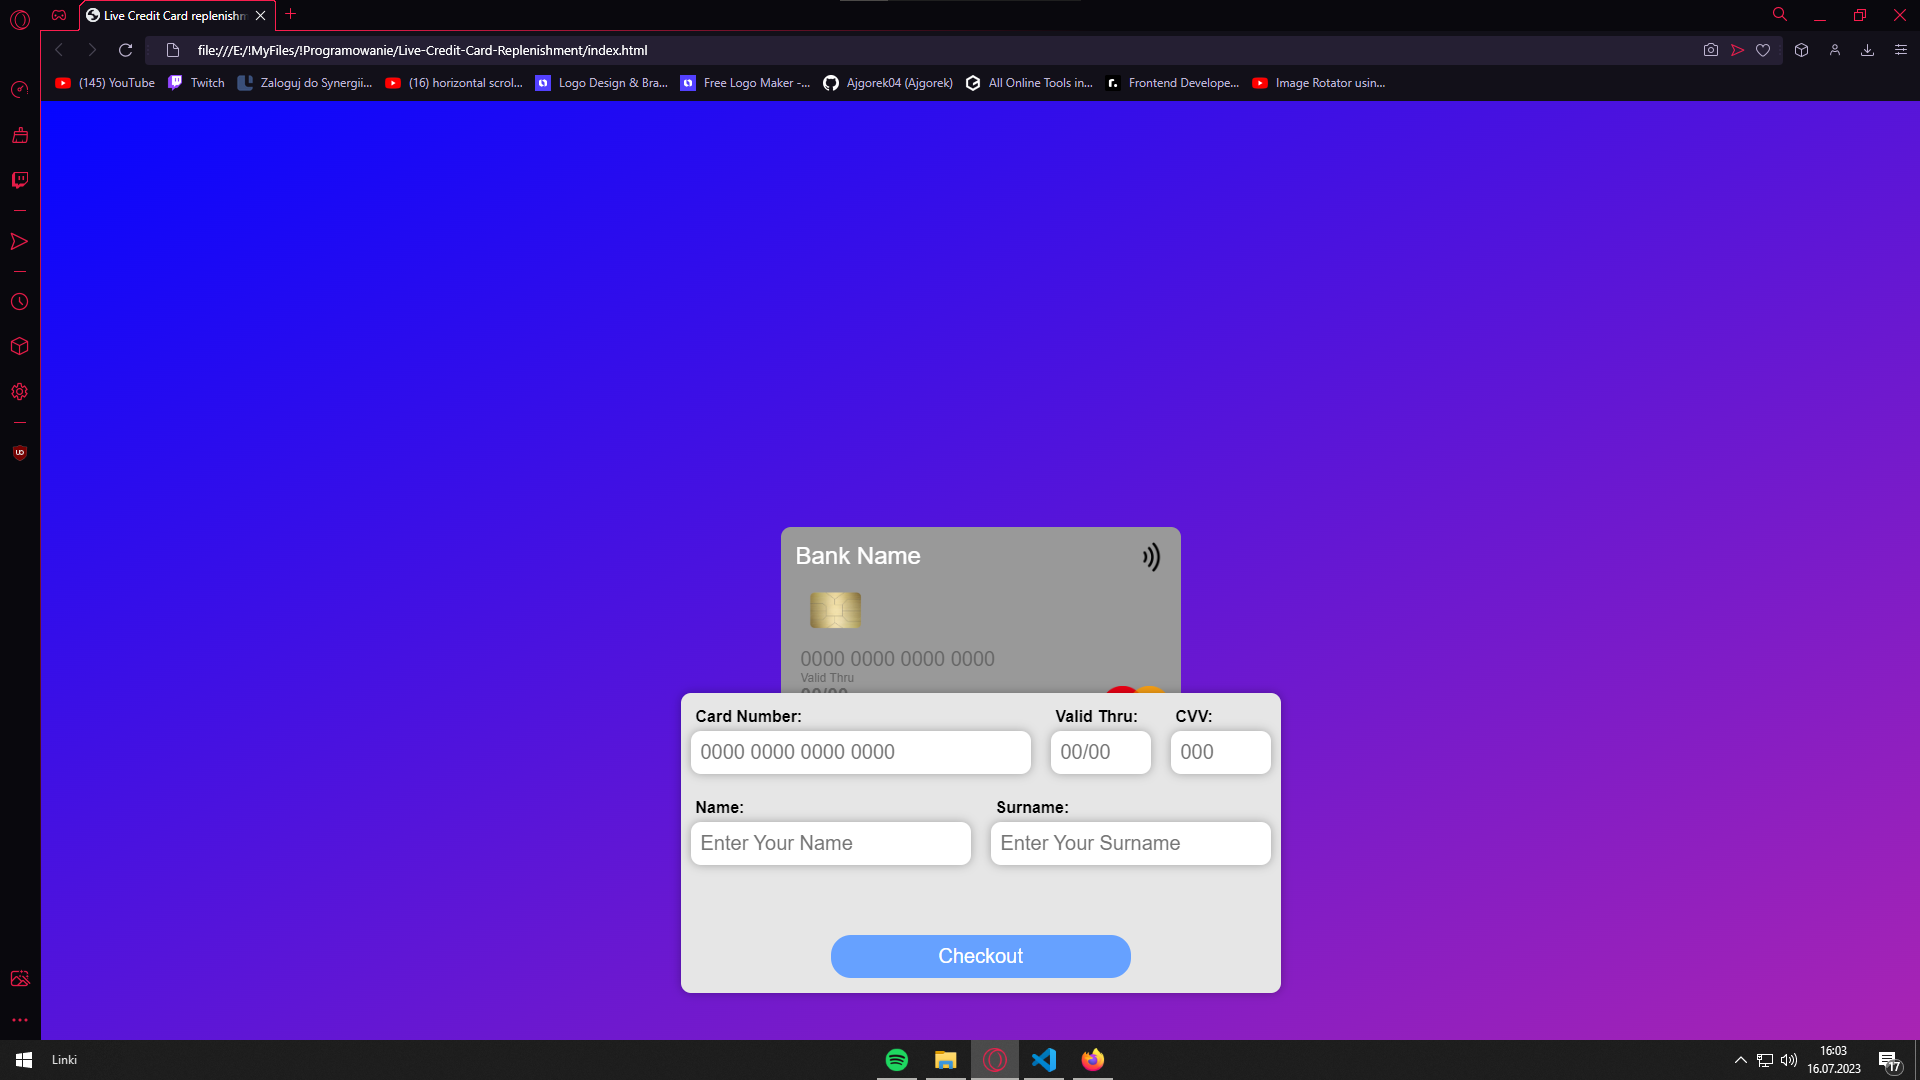 Live Credit Card replenishm
file:///E:/!MyFiles/!Programowanie/Live-Credit-Card-Replenishment/index.html
(145) YouTube
Twitch
Zaloguj do Synergii...
(16) horizontal scrol...
Logo Design & Bra...
Free Logo Maker -...
Ajgorek04 (Ajgorek)
All Online Tools in...
Frontend Develope...
Image Rotator usin...
Bank Name
0000 0000 0000 0000
Valid Thru
00/00
Card Number:
Valid Thru:
CVV:
0000 0000 0000 0000
00/00
000
Name:
Surname:
Enter Your Name
Enter Your Surname
Checkout
Linki
16:03
16.07.2023
17